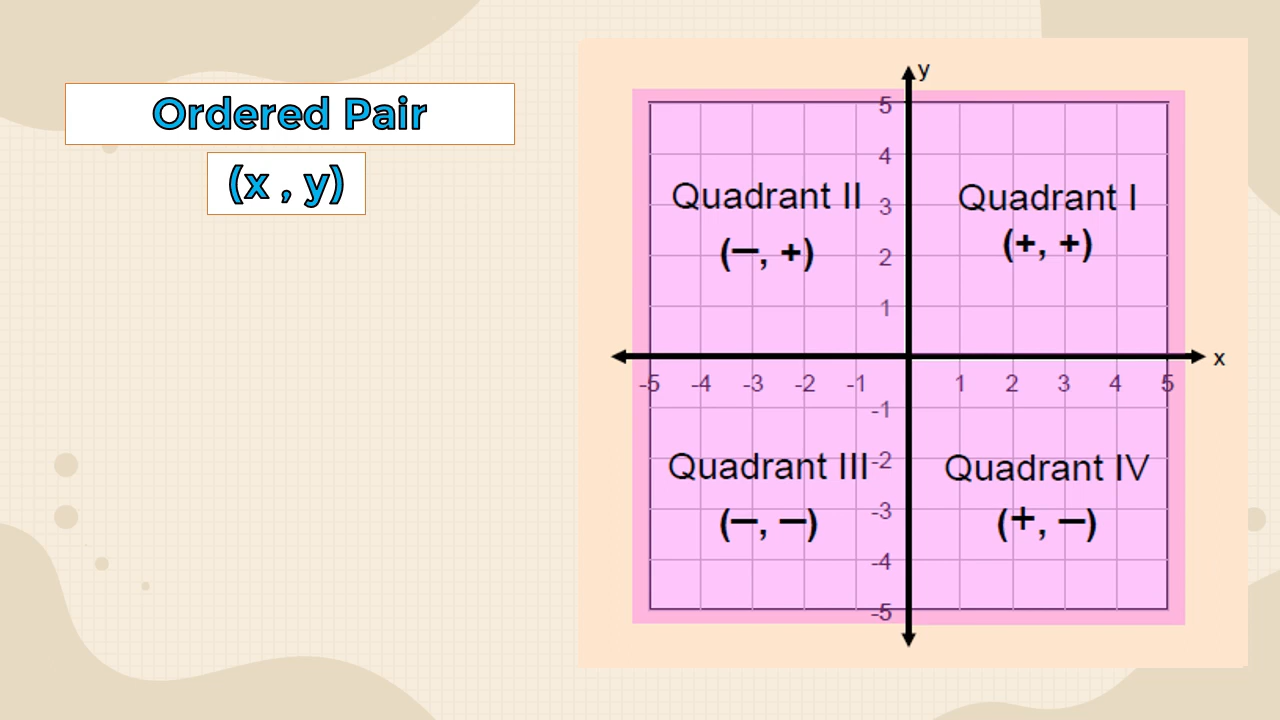 Ordered Pair
(x , y)
y
5
4
Quadrant II
Quadrant I
3
(−, +)
(+, +)
2
1
x
-5 -4 -3 -2 -1 1 2 3 4 5
-1
Quadrant III
-2
Quadrant IV
-3
(−, −)
(+, −)
-4
-5